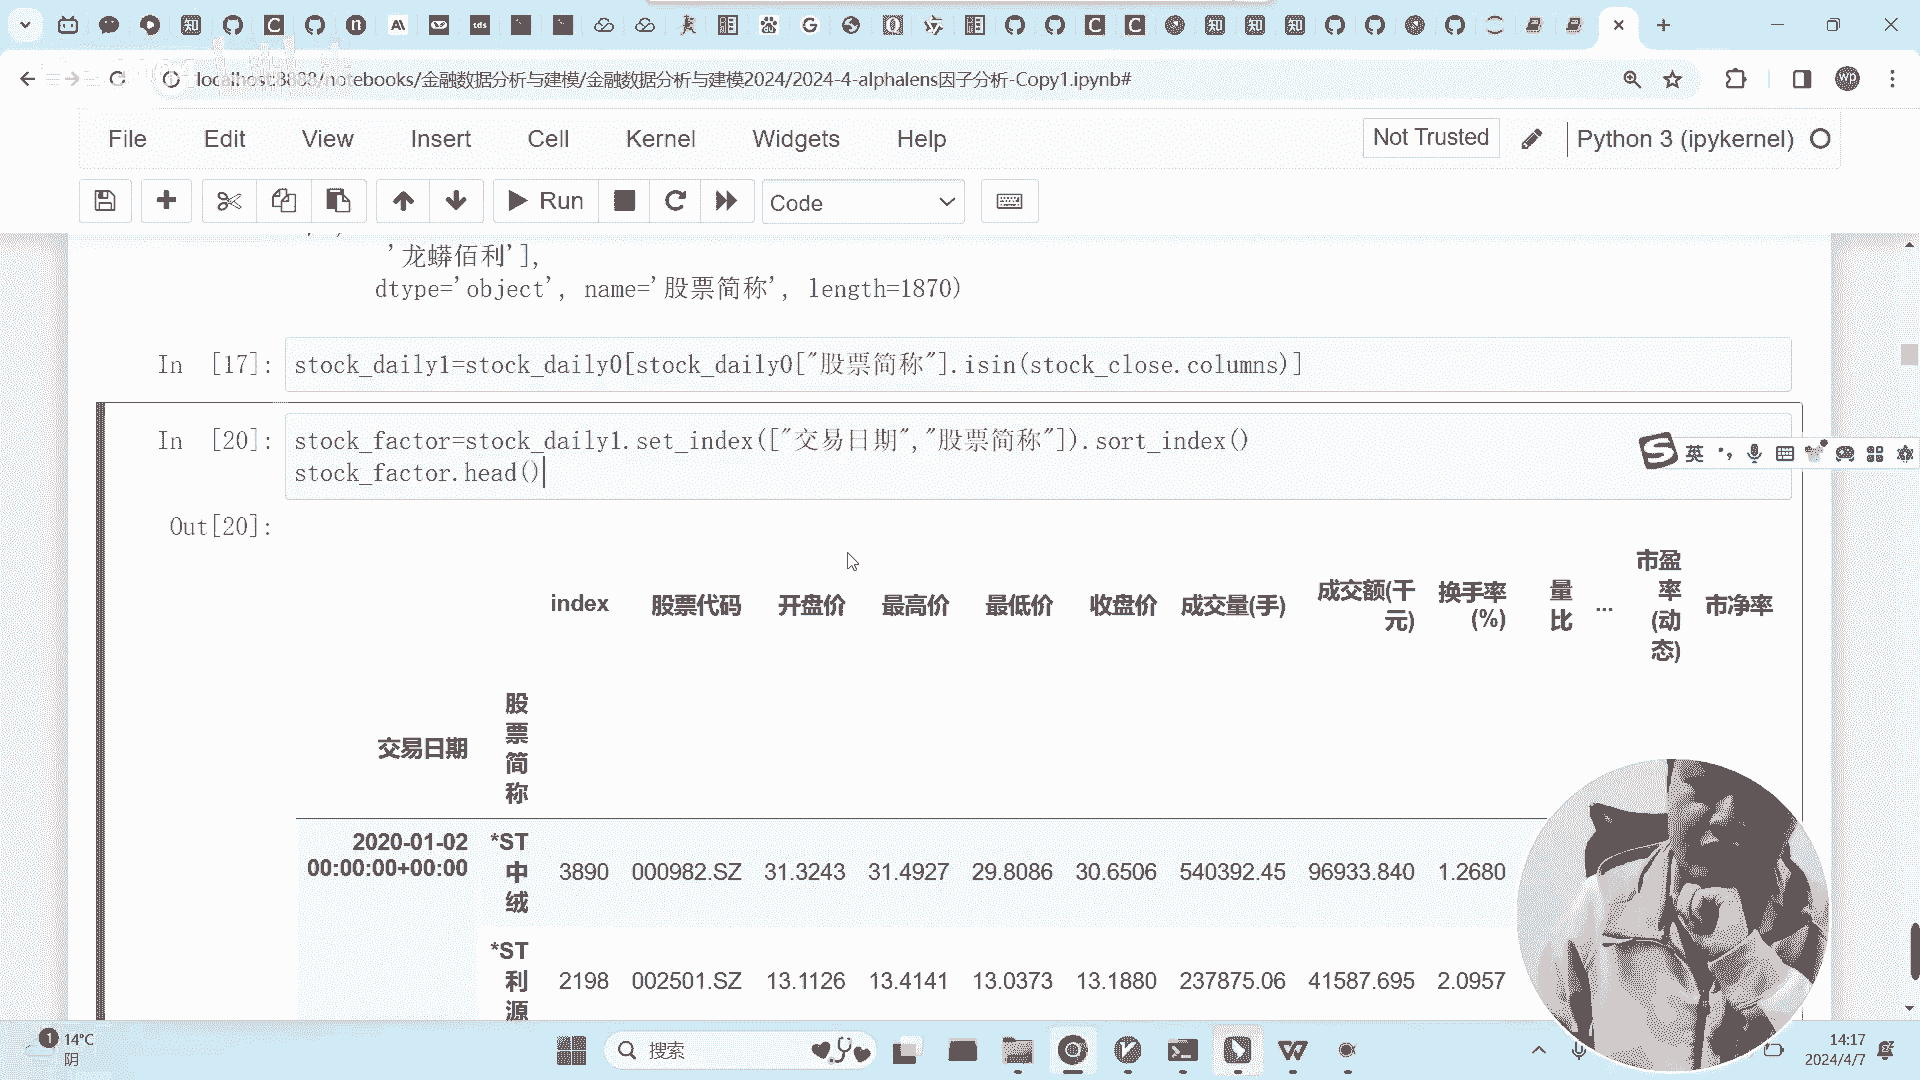 localhost:8888/notebooks/金融数据分析与建模/金融数据分析与建模2024/2024-4-alphalens因子分析-Copy1.ipynb#
File Edit View Insert Cell Kernel Widgets Help
Not Trusted
Python 3 (ipykernel)
Run
Code
'龙蟒佰利'],
dtype='object', name='股票简称', length=1870)
In [17]: stock_daily1=stock_daily0[stock_daily0["股票简称"].isin(stock_close.columns)]
In [20]: stock_factor=stock_daily1.set_index(["交易日期","股票简称"]).sort_index()
stock_factor.head()
英
Out[20]:
index 股票代码 开盘价 最高价 最低价 收盘价 成交量(手) 成交额(千元) 换手率(%) 量比 ... 市盈率(动态) 市净率
交易日期 股票简称
2020-01-02 00:00:00+00:00 *ST中绒 3890 000982.SZ 31.3243 31.4927 29.8086 30.6506 540392.45 96933.840 1.2680
*ST利源 2198 002501.SZ 13.1126 13.4141 13.0373 13.1880 237875.06 41587.695 2.0957
1
14°C
阴
搜索
14:17
2024/4/7